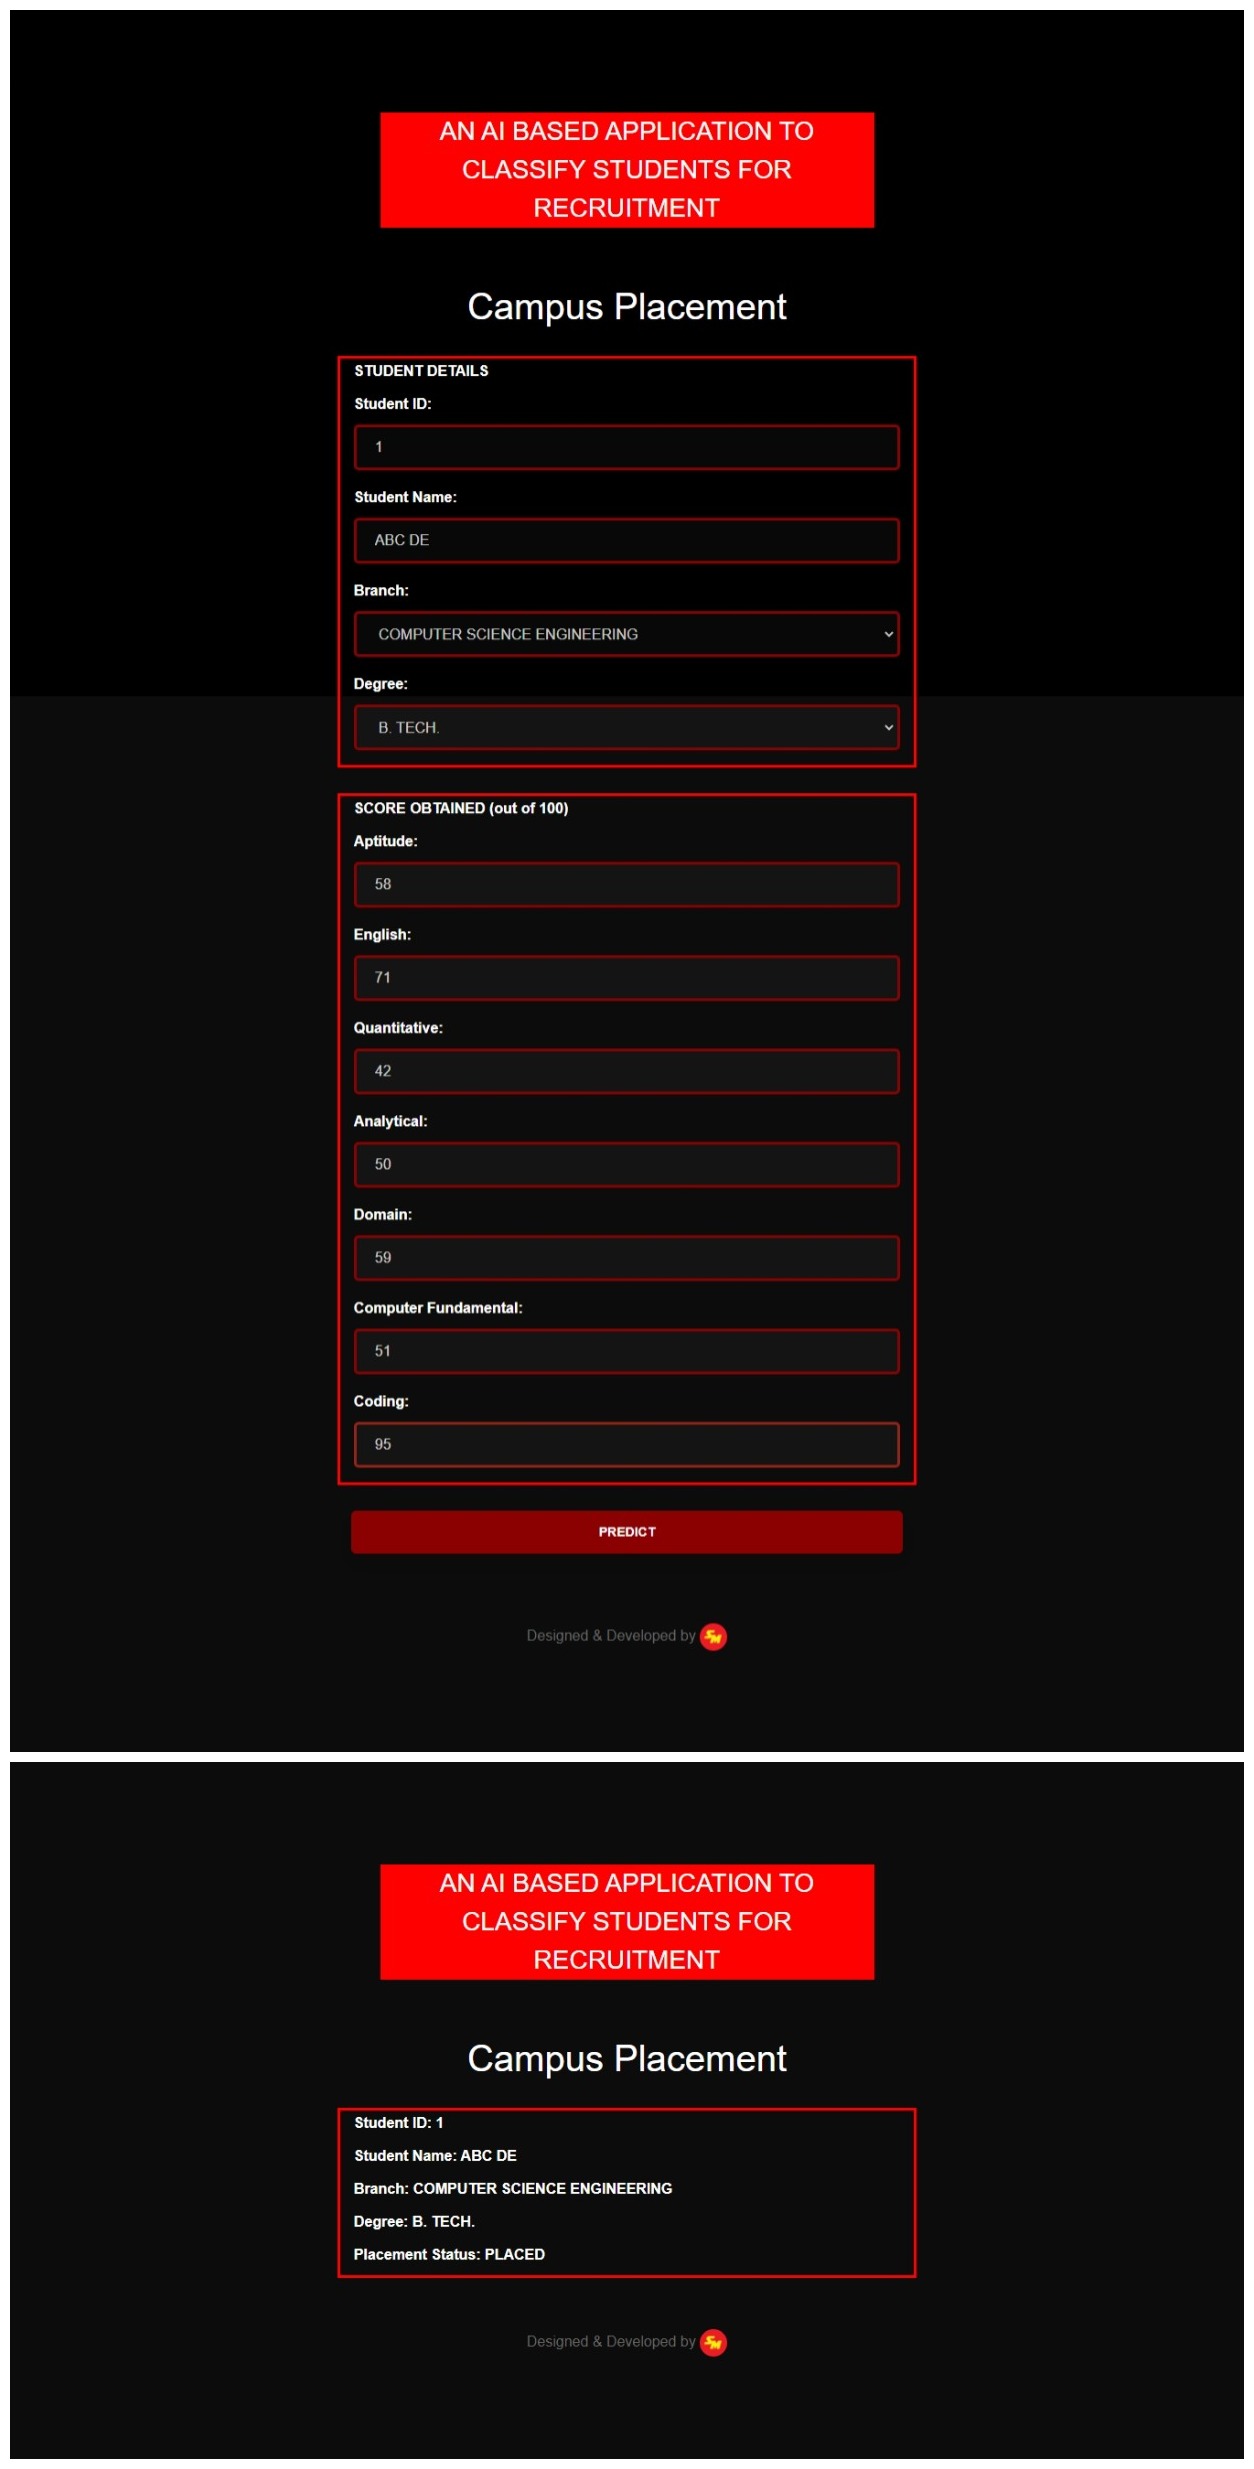 AN AI BASED APPLICATION TO
CLASSIFY STUDENTS FOR
RECRUITMENT
Campus Placement
STUDENT DETAILS
Student ID:
1
Student Name:
ABC DE
Branch:
COMPUTER SCIENCE ENGINEERING
Degree:
B. TECH.
SCORE OBTAINED (out of 100)
Aptitude:
58
English:
71
Quantitative:
42
Analytical:
50
Domain:
59
Computer Fundamental:
51
Coding:
95
PREDICT
Designed & Developed by SM
AN AI BASED APPLICATION TO
CLASSIFY STUDENTS FOR
RECRUITMENT
Campus Placement
Student ID: 1
Student Name: ABC DE
Branch: COMPUTER SCIENCE ENGINEERING
Degree: B. TECH.
Placement Status: PLACED
Designed & Developed by SM